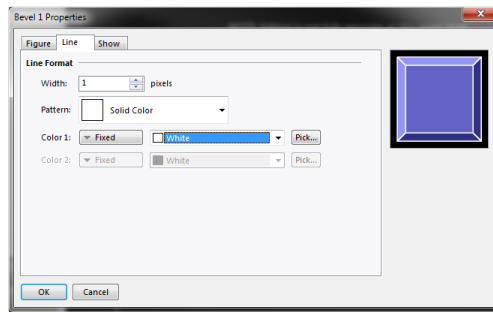 Bevel 1 Properties
Figure Line Show
Line Format
Width: 1 pixels
Pattern: Solid Color
Color 1: Fixed White Pick...
Color 2: Fixed White Pick...
OK Cancel